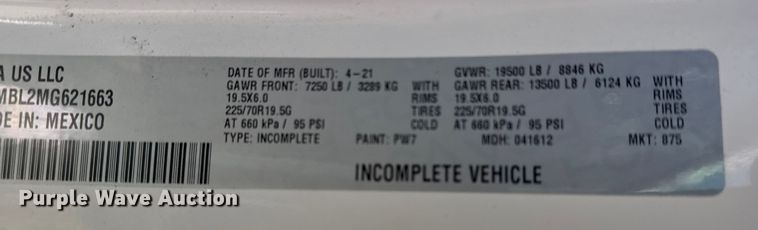 A US LLC
MBL2MG621663
DE IN: MEXICO
DATE OF MFR (BUILT): 4-21
GAWR FRONT: 7250 LB / 3289 KG WITH
19.5X6.0 RIMS
225/70R19.5G TIRES
AT 660 kPa / 95 PSI COLD
TYPE: INCOMPLETE PAINT: PW7
GVWR: 19500 LB / 8846 KG
GAWR REAR: 13500 LB / 6124 KG WITH
19.5X6.0 RIMS
225/70R19.5G TIRES
AT 660 kPa / 95 PSI COLD
MDH: 041612 MKT: 875
INCOMPLETE VEHICLE
Purple Wave Auction